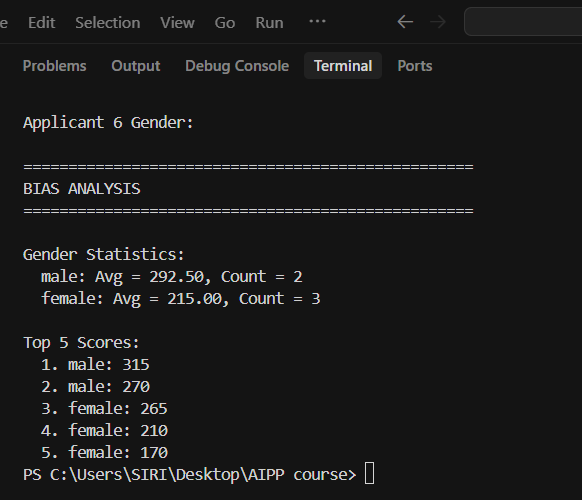 Edit Selection View Go Run ...
Problems Output Debug Console Terminal Ports
Applicant 6 Gender:
==================================================
BIAS ANALYSIS
==================================================
Gender Statistics:
male: Avg = 292.50, Count = 2
female: Avg = 215.00, Count = 3
Top 5 Scores:
1. male: 315
2. male: 270
3. female: 265
4. female: 210
5. female: 170
PS C:\Users\SIRI\Desktop\AIPP course>